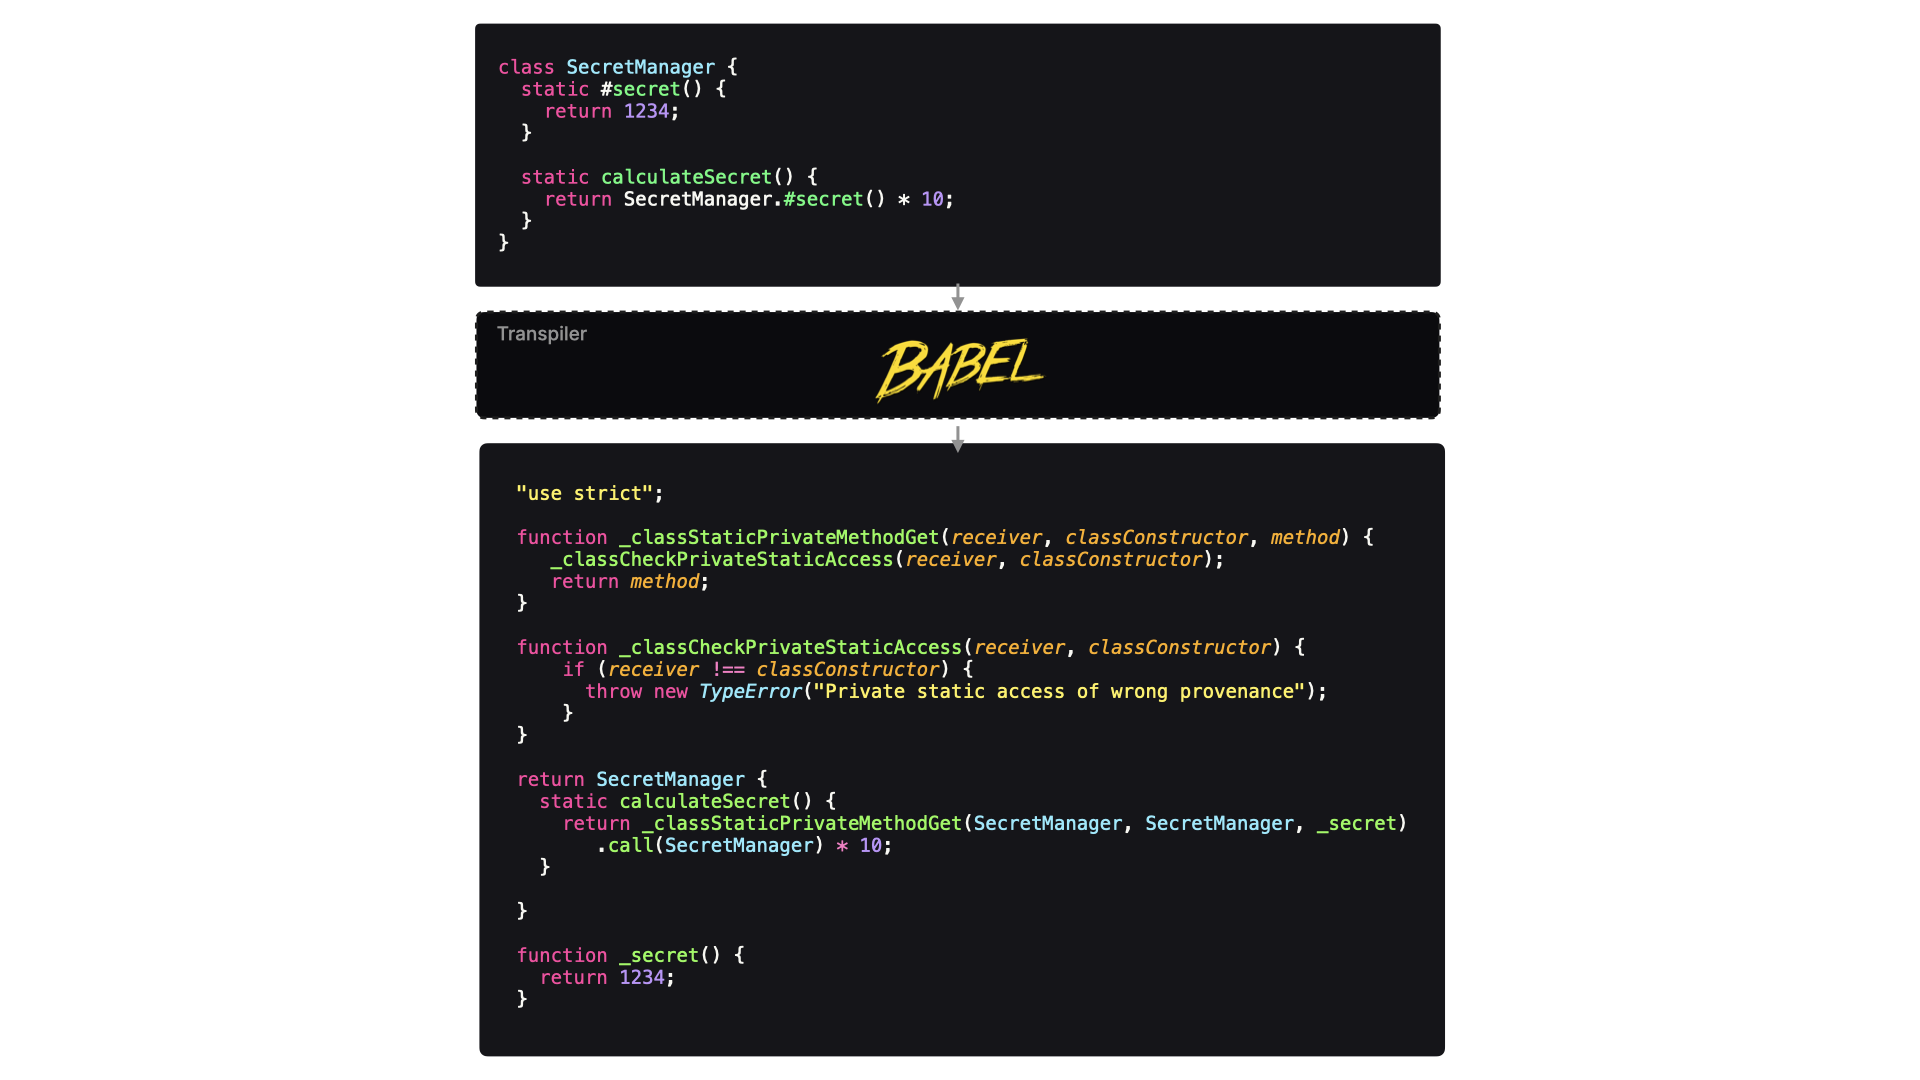 class SecretManager {
  static #secret() {
    return 1234;
  }

  static calculateSecret() {
    return SecretManager.#secret() * 10;
  }
}
Transpiler
BABEL
"use strict";

function _classStaticPrivateMethodGet(receiver, classConstructor, method) {
   _classCheckPrivateStaticAccess(receiver, classConstructor);
   return method;
}

function _classCheckPrivateStaticAccess(receiver, classConstructor) {
    if (receiver !== classConstructor) {
      throw new TypeError("Private static access of wrong provenance");
    }
}

return SecretManager {
  static calculateSecret() {
    return _classStaticPrivateMethodGet(SecretManager, SecretManager, _secret)
       .call(SecretManager) * 10;
  }

}

function _secret() {
  return 1234;
}